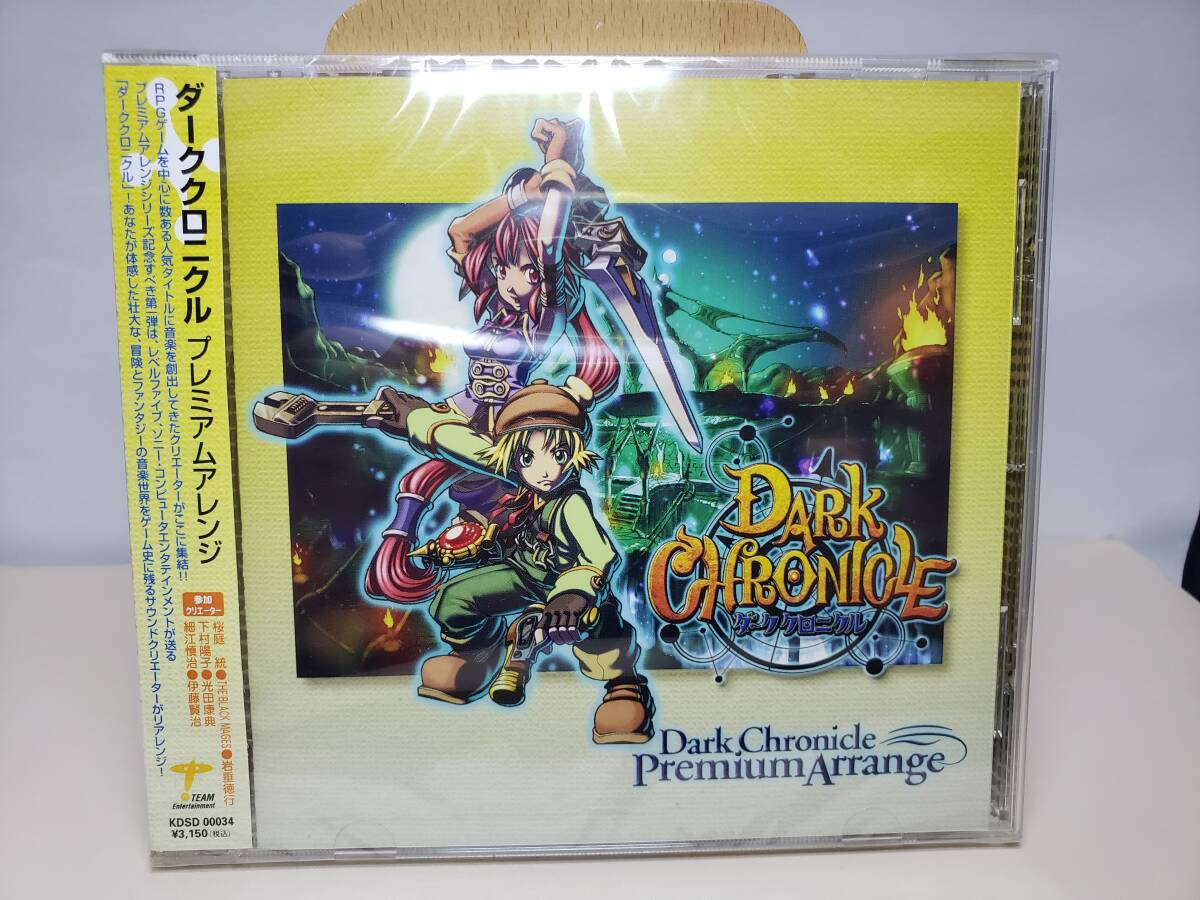 ダーククロニクル プレミアムアレンジ
RPGゲームを中心に数ある人気タイトルに音楽を創出してきたクリエーターがここに集結!!
プレミアムアレンジシリーズ記念すべき第一弾は、レベルファイブ、ソニー・コンピュータエンタテインメントが送る
「ダーククロニクル」!あなたが体感した壮大な、冒険とファンタジーの音楽世界をゲーム史に残るサウンドクリエーターがリアレンジ!
参加
クリエーター
桜庭 統●THE BLACK MAGES●岩垂徳行
下村陽子●光田康典
細江慎治●伊藤賢治
TEAM
Entertainment
KDSD 00034
¥3,150(税込)
DARK
CHRONICLE
ダーククロニクル
Dark Chronicle
Premium Arrange